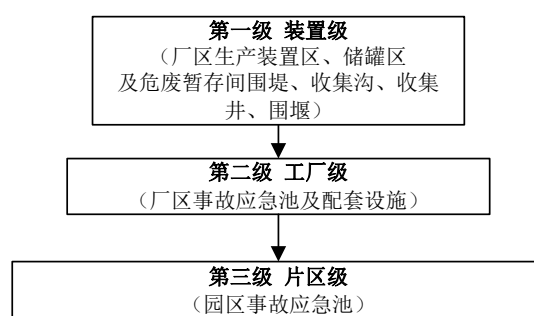 第一级 装置级
（厂区生产装置区、储罐区
及危废暂存间围堤、收集沟、收集
井、围堰）
第二级 工厂级
（厂区事故应急池及配套设施）
第三级 片区级
（园区事故应急池）